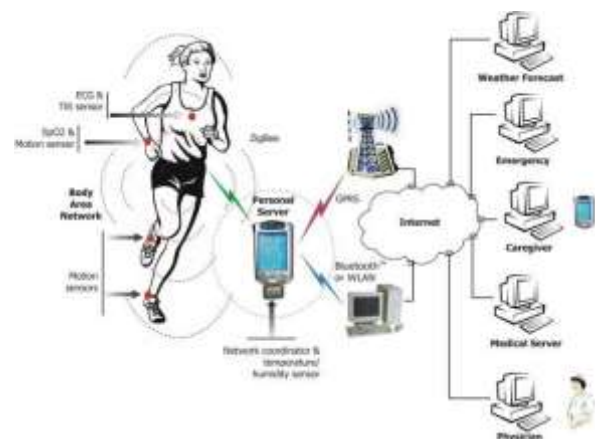 ECG &
Tilt sensor
SpO2 &
Motion sensor
ZigBee
Body
Area
Network
Motion
sensors
Personal
Server
GPRS
Bluetooth
or WLAN
Network coordinator &
temperature/
humidity sensor
Internet
Weather Forecast
Emergency
Caregiver
Medical Server
Physician